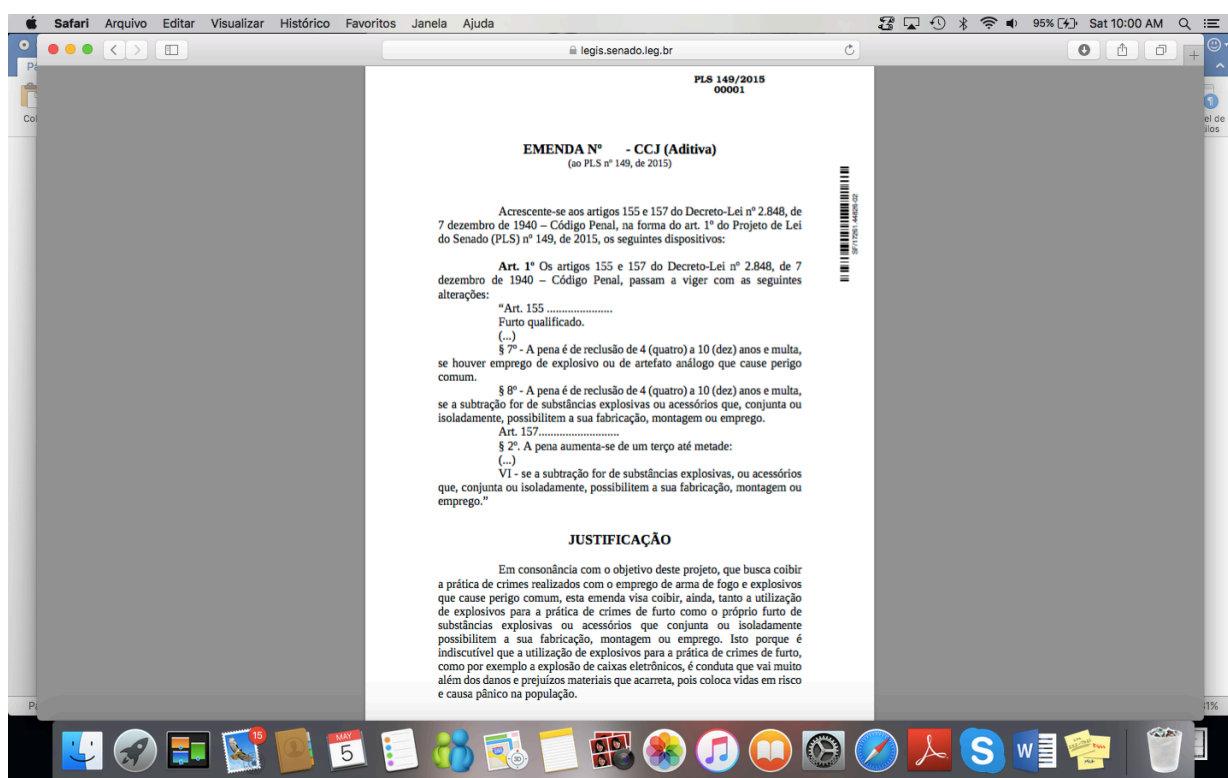 Safari Arquivo Editar Visualizar Histórico Favoritos Janela Ajuda
95% Sat 10:00 AM
legis.senado.leg.br
PLS 149/2015
00001
EMENDA Nº - CCJ (Aditiva)
(ao PLS nº 149, de 2015)
SF/17261.44826-02
Acrescente-se aos artigos 155 e 157 do Decreto-Lei nº 2.848, de
7 dezembro de 1940 – Código Penal, na forma do art. 1º do Projeto de Lei
do Senado (PLS) nº 149, de 2015, os seguintes dispositivos:
Art. 1º Os artigos 155 e 157 do Decreto-Lei nº 2.848, de 7
dezembro de 1940 – Código Penal, passam a viger com as seguintes
alterações:
“Art. 155 .......................
Furto qualificado.
(...)
§ 7º - A pena é de reclusão de 4 (quatro) a 10 (dez) anos e multa,
se houver emprego de explosivo ou de artefato análogo que cause perigo
comum.
§ 8º - A pena é de reclusão de 4 (quatro) a 10 (dez) anos e multa,
se a subtração for de substâncias explosivas ou acessórios que, conjunta ou
isoladamente, possibilitem a sua fabricação, montagem ou emprego.
Art. 157............................
§ 2º. A pena aumenta-se de um terço até metade:
(...)
VI - se a subtração for de substâncias explosivas, ou acessórios
que, conjunta ou isoladamente, possibilitem a sua fabricação, montagem ou
emprego.”
JUSTIFICAÇÃO
Em consonância com o objetivo deste projeto, que busca coibir
a prática de crimes realizados com o emprego de arma de fogo e explosivos
que cause perigo comum, esta emenda visa coibir, ainda, tanto a utilização
de explosivos para a prática de crimes de furto como o próprio furto de
substâncias explosivas ou acessórios que conjunta ou isoladamente
possibilitem a sua fabricação, montagem ou emprego. Isto porque é
indiscutível que a utilização de explosivos para a prática de crimes de furto,
como por exemplo a explosão de caixas eletrônicos, é conduta que vai muito
além dos danos e prejuízos materiais que acarreta, pois coloca vidas em risco
e causa pânico na população.
15
MAY
5